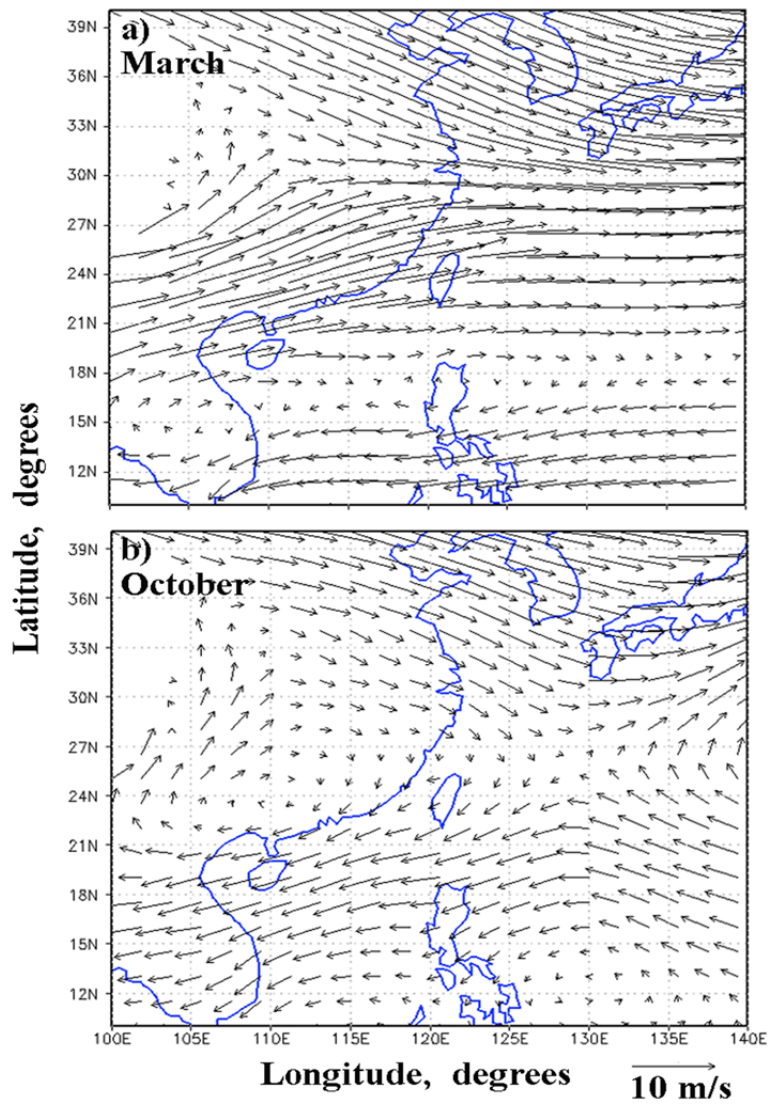 a)
March
39N
36N
33N
30N
27N
24N
21N
18N
15N
12N
b)
October
39N
36N
33N
30N
27N
24N
21N
18N
15N
12N
100E 105E 110E 115E 120E 125E 130E 135E 140E
Latitude, degrees
Longitude, degrees
10 m/s